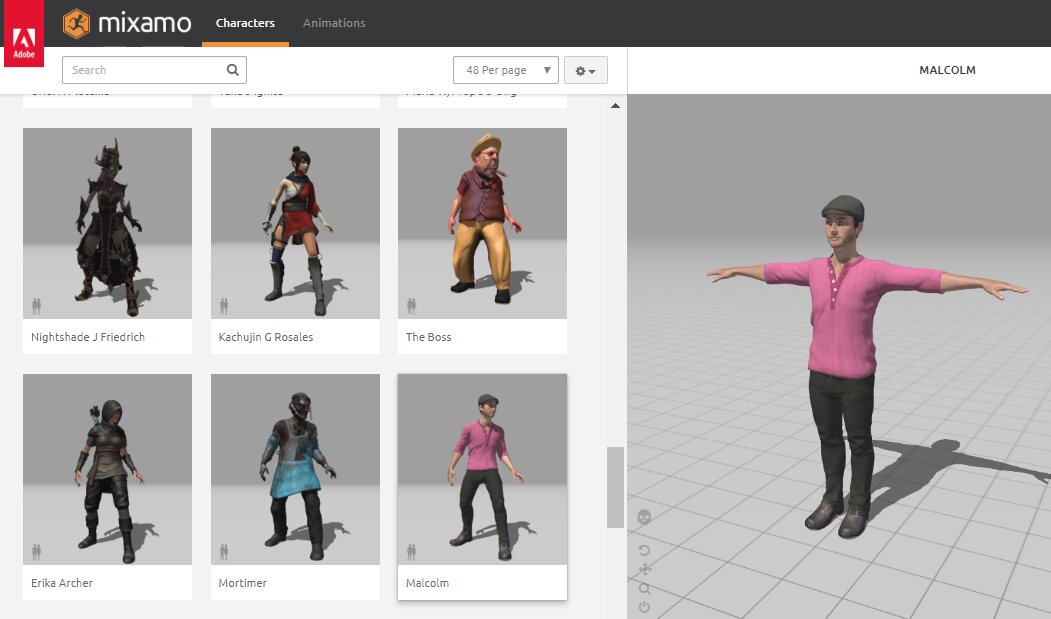 Adobe
mixamo
Characters
Animations
Search
48 Per page
MALCOLM
Nightshade J Friedrich
Kachujin G Rosales
The Boss
Erika Archer
Mortimer
Malcolm